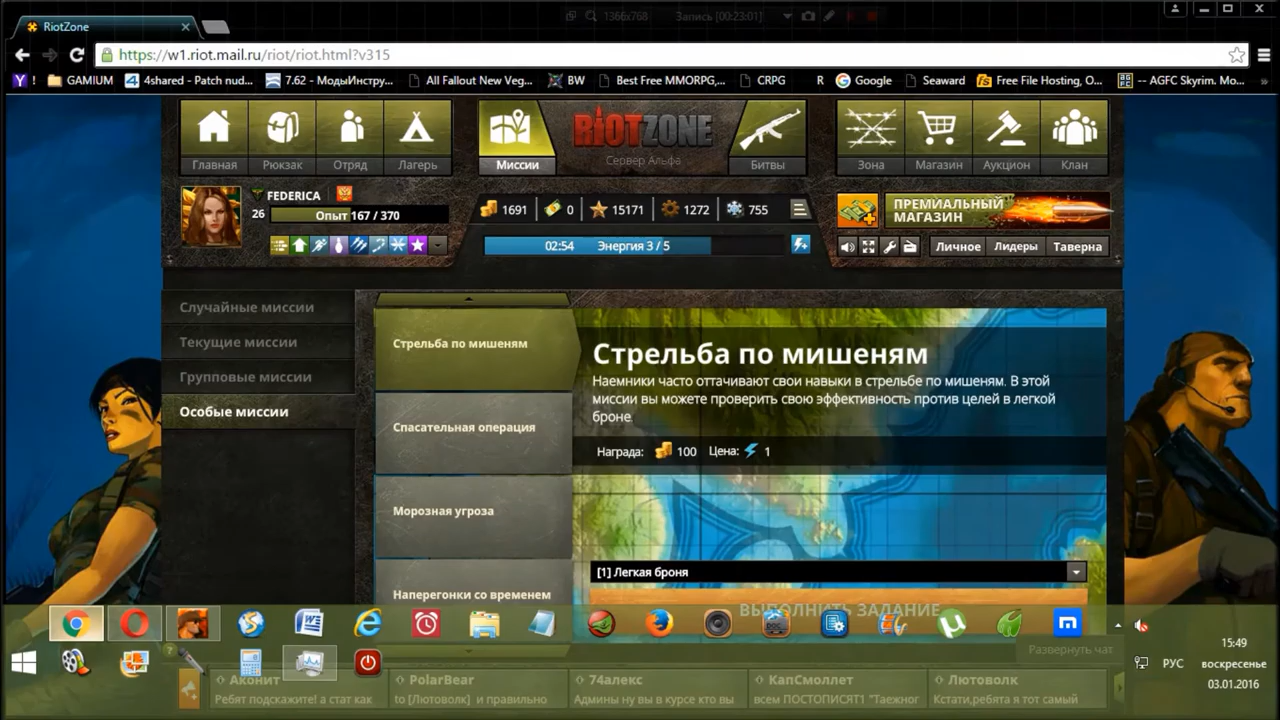 1366x768
Запись [00:23:01]
RiotZone
https://w1.riot.mail.ru/riot/riot.html?v315
Y !
GAMIUM
4shared - Patch nud...
7.62 - МодыИнстру...
All Fallout New Veg...
BW
Best Free MMORPG,...
CRPG
R
Google
Seaward
Free File Hosting, O...
-- AGFC Skyrim. Mo...
»
Главная
Рюкзак
Отряд
Лагерь
Миссии
RIOTZONE
Сервер Альфа
Битвы
Зона
Магазин
Аукцион
Клан
FEDERICA
26
Опыт 167 / 370
1691
0
15171
1272
755
02:54 Энергия 3 / 5
ПРЕМИАЛЬНЫЙ
МАГАЗИН
Личное
Лидеры
Таверна
Случайные миссии
Текущие миссии
Групповые миссии
Особые миссии
Стрельба по мишеням
Спасательная операция
Морозная угроза
Наперегонки со временем
Стрельба по мишеням
Наемники часто оттачивают свои навыки в стрельбе по мишеням. В этой
миссии вы можете проверить свою эффективность против целей в легкой
броне.
Награда: 100 Цена: 1
[1] Легкая броня
ВЫПОЛНИТЬ ЗАДАНИЕ
Развернуть чат
15:49
РУС
воскресенье
03.01.2016
Аконит
Ребят подскажите! а стат как
PolarBear
to [Лютоволк] и правильно
74алекс
Админы ну вы в курсе кто вы
КапСмоллет
всем ПОСТОПИЯСТ1 "Таежног
Лютоволк
Кстати,ребята я тот самый